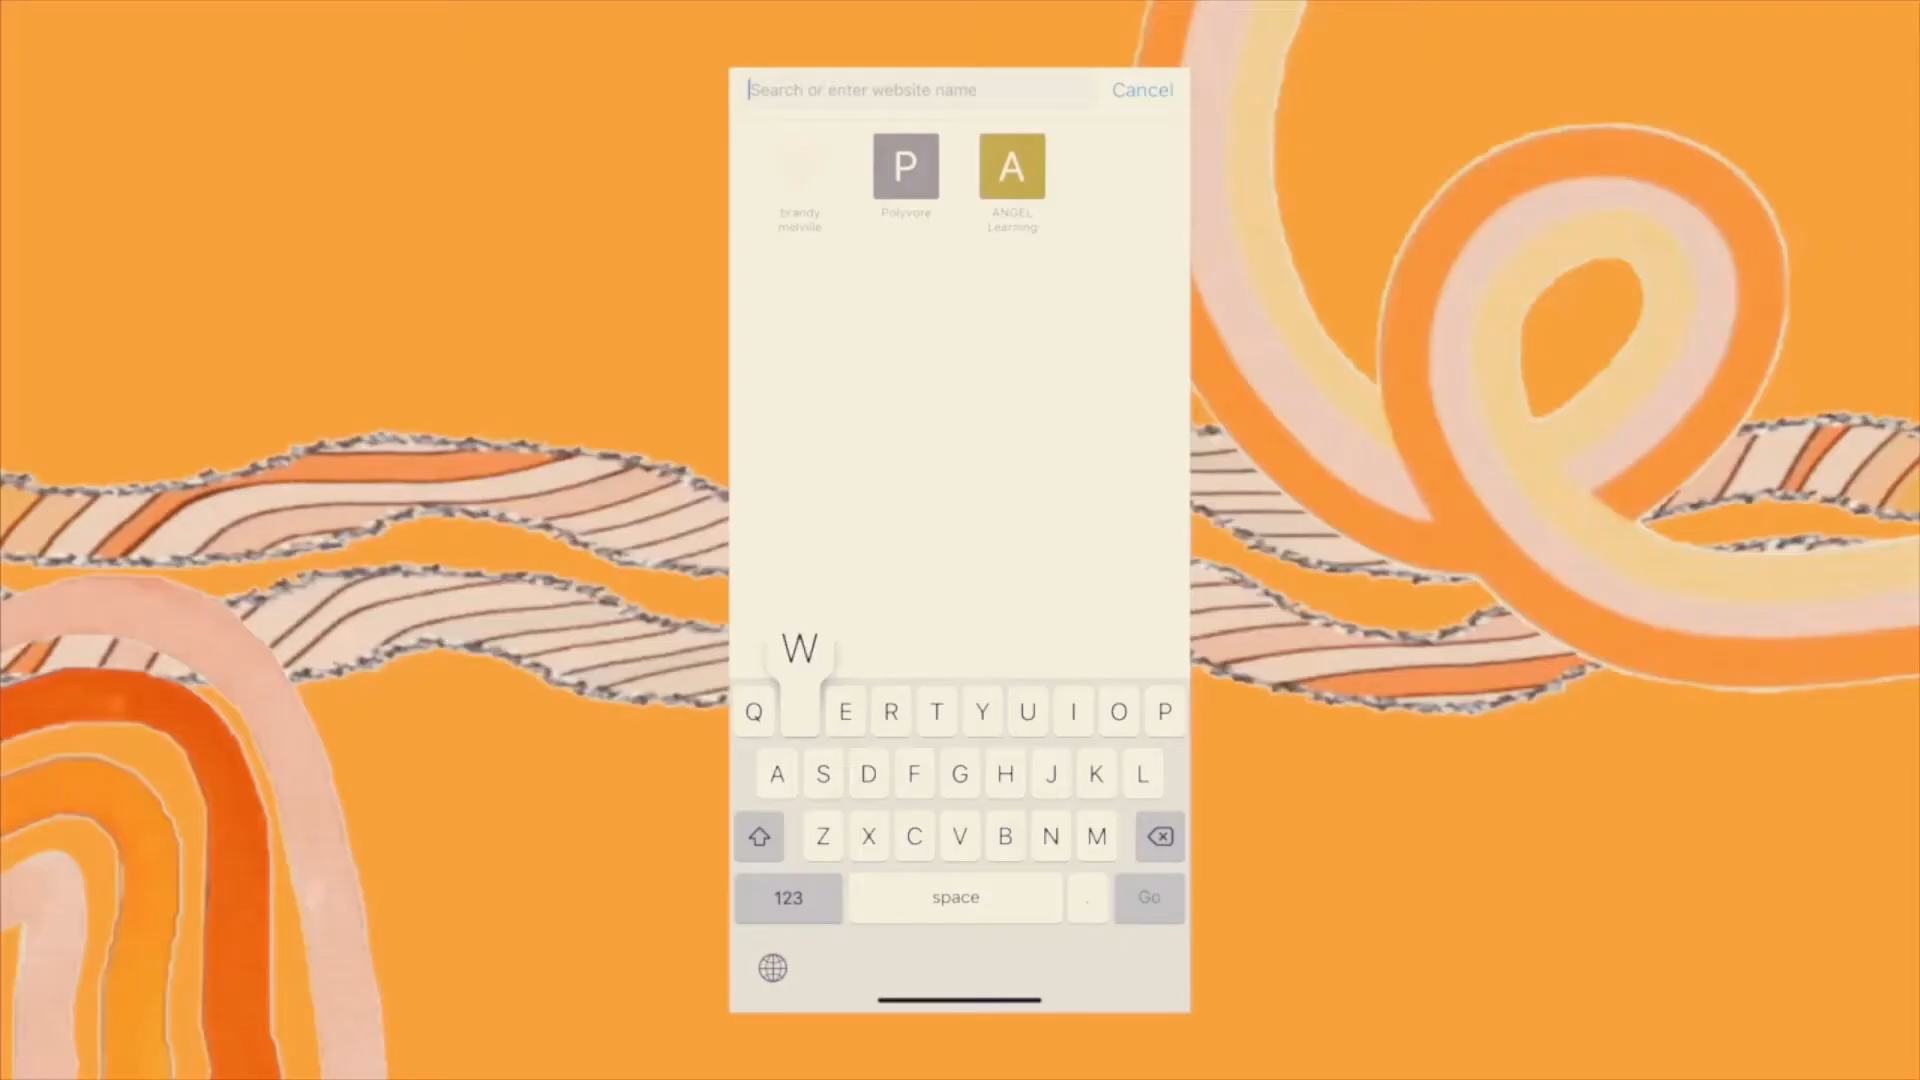 Search or enter website name Cancel
P A
brandy melville
Polyvore
ANGEL Learning
W
Q E R T Y U I O P
A S D F G H J K L
Z X C V B N M
123 space . Go